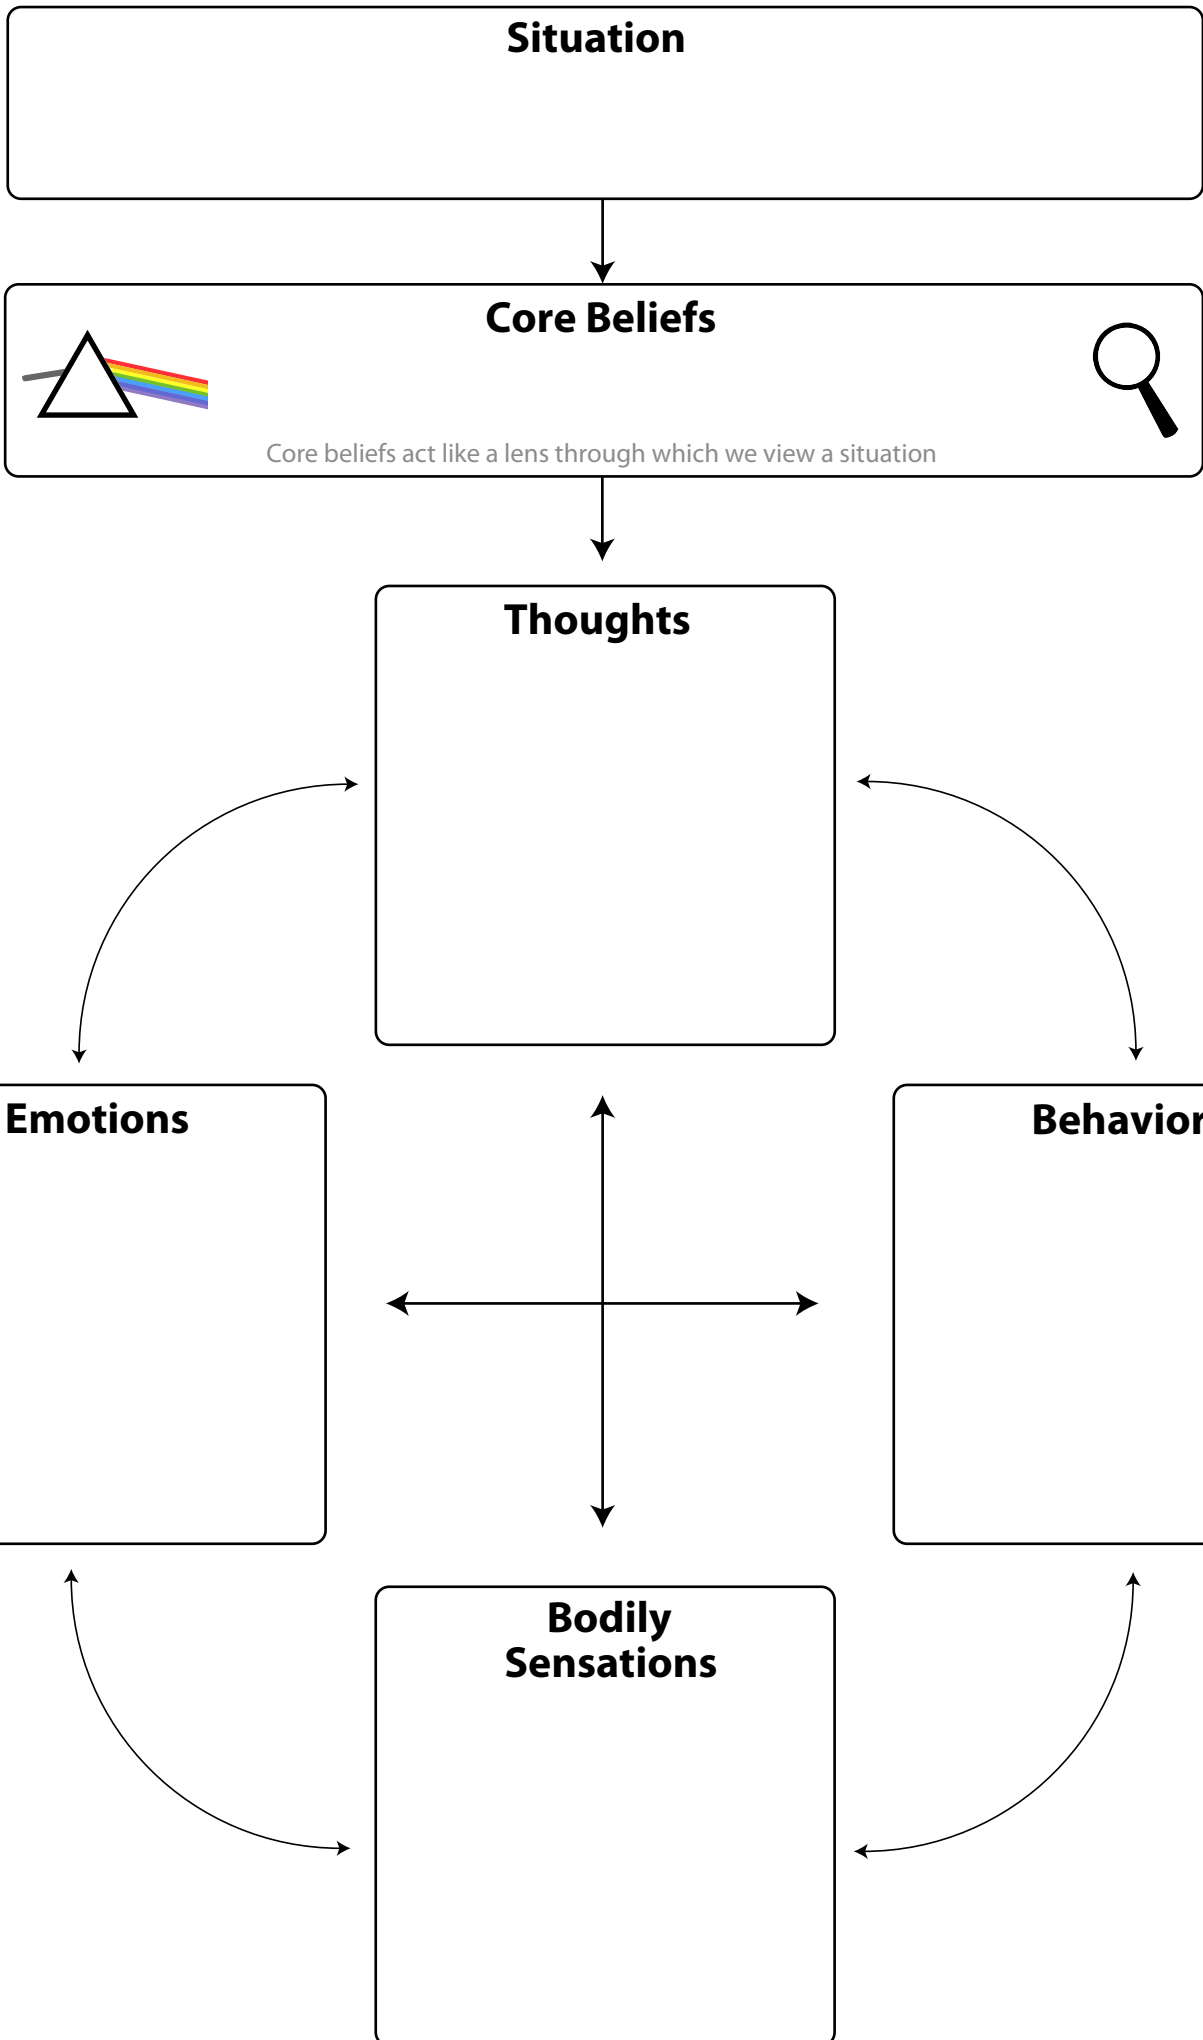 Situation
Core Beliefs
Core beliefs act like a lens through which we view a situation
Thoughts
Emotions
Behavior
Bodily
Sensations